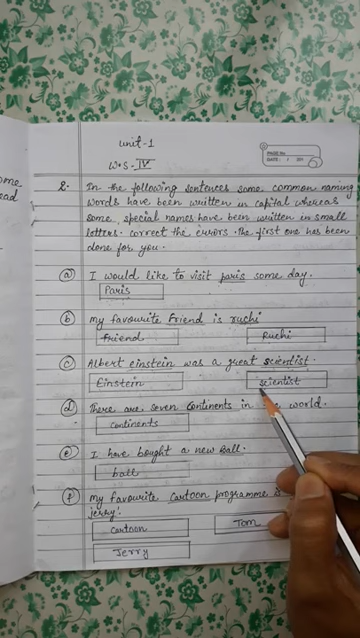 ome
ead
Unit-1
W.S-IV
PAGE No.
DATE: / /
2. In the following sentences some common naming
words have been written in capital whereas
some, special names have been written in small
letters. correct the errors. The first one has been
done for you.
(a) I would like to visit paris some day.
Paris
(b) My favourite Friend is ruchi
Friend Ruchi
(c) Albert einstein was a great scientist.
Einstein scientist
(d) There are seven Continents in world.
continents
(e) I have bought a new Ball.
ball
(f) My favourite Cartoon programme is
jerry'.
cartoon Tom
Jerry